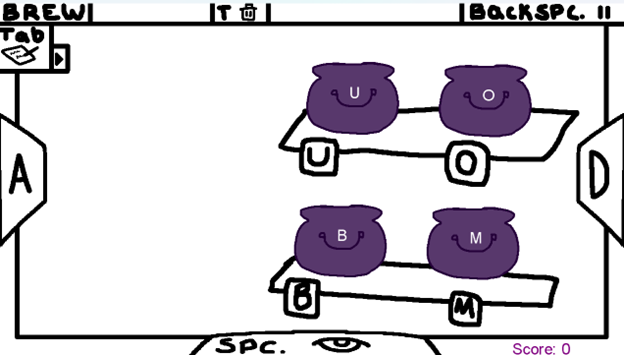 BREW
T
BACKSPC. II
Tab
U O
U O
A D
B M
B M
SPC.
Score: 0